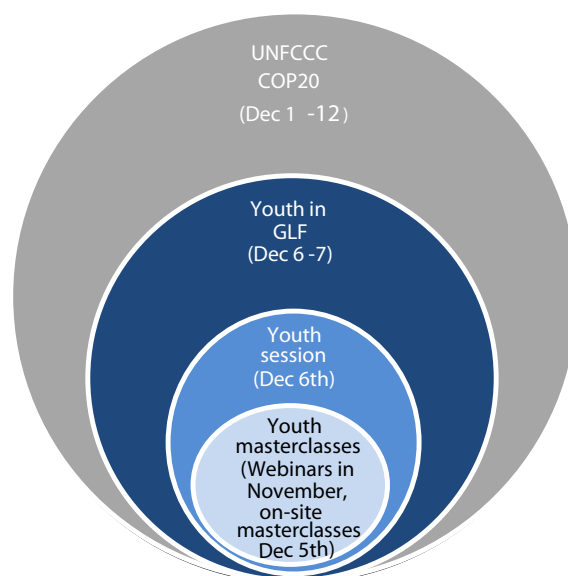 UNFCCC
COP20
(Dec 1 -12)
Youth in
GLF
(Dec 6 -7)
Youth
session
(Dec 6th)
Youth
masterclasses
(Webinars in
November,
on-site
masterclasses
Dec 5th)